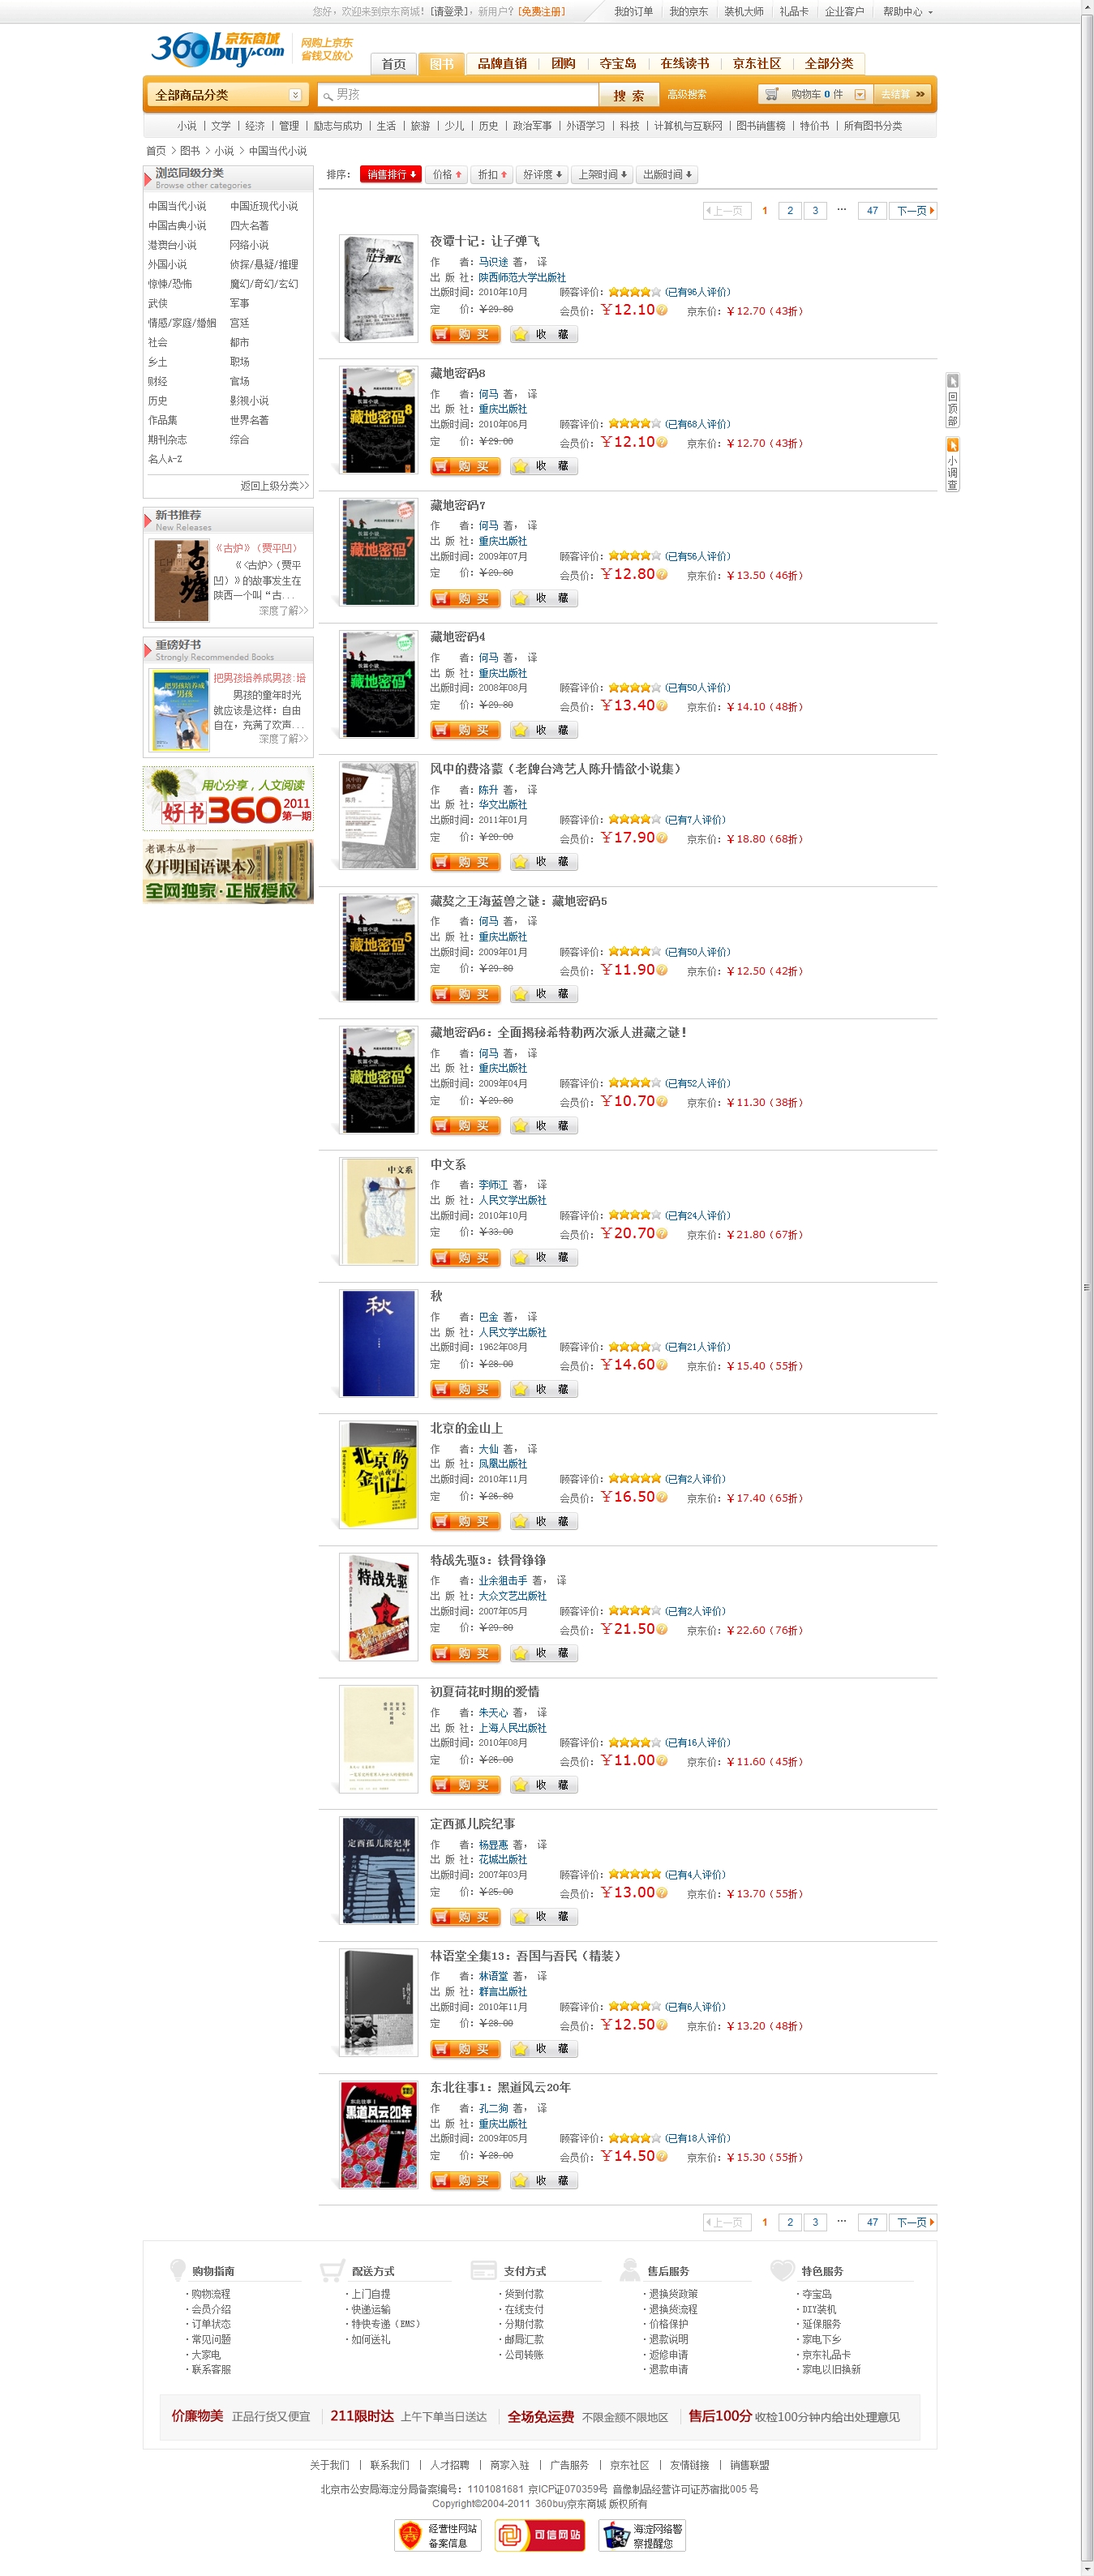 您好，欢迎来到京东商城！[请登录]，新用户？[免费注册] 我的订单 我的京东 装机大师 礼品卡 企业客户 帮助中心
360buy.com 京东商城 网购上京东 省钱又放心
首页 图书 品牌直销 团购 夺宝岛 在线读书 京东社区 全部分类
全部商品分类 男孩 搜 索 高级搜索 购物车 0 件 去结算
小说 | 文学 | 经济 | 管理 | 励志与成功 | 生活 | 旅游 | 少儿 | 历史 | 政治军事 | 外语学习 | 科技 | 计算机与互联网 | 图书销售榜 | 特价书 | 所有图书分类
首页 > 图书 > 小说 > 中国当代小说
浏览同级分类
Browse other categories
中国当代小说 中国近现代小说
中国古典小说 四大名著
港澳台小说 网络小说
外国小说 侦探/悬疑/推理
惊悚/恐怖 魔幻/奇幻/玄幻
武侠 军事
情感/家庭/婚姻 宫廷
社会 都市
乡土 职场
财经 官场
历史 影视小说
作品集 世界名著
期刊杂志 综合
名人A-Z
返回上级分类>>
新书推荐
New Releases
《古炉》（贾平凹）
《<古炉>（贾平
凹）》的故事发生在
陕西一个叫“古...
深度了解>>
重磅好书
Strongly Recommended Books
把男孩培养成男孩:培
男孩的童年时光
就应该是这样：自由
自在，充满了欢声...
深度了解>>
用心分享，人文阅读
好书360 2011 第一期
老课本丛书——
《开明国语课本》
全网独家·正版授权
排序： 销售排行 价格 折扣 好评度 上架时间 出版时间
上一页 1 2 3 ... 47 下一页
夜谭十记：让子弹飞
作 者：马识途 著， 译
出 版 社：陕西师范大学出版社
出版时间：2010年10月 顾客评价： (已有96人评价)
定 价：￥29.80 会员价：￥12.10 京东价：￥12.70(43折)
购 买 收 藏
藏地密码8
作 者：何马 著， 译
出 版 社：重庆出版社
出版时间：2010年06月 顾客评价： (已有68人评价)
定 价：￥29.80 会员价：￥12.10 京东价：￥12.70(43折)
购 买 收 藏
藏地密码7
作 者：何马 著， 译
出 版 社：重庆出版社
出版时间：2009年07月 顾客评价： (已有56人评价)
定 价：￥29.80 会员价：￥12.80 京东价：￥13.50(46折)
购 买 收 藏
藏地密码4
作 者：何马 著， 译
出 版 社：重庆出版社
出版时间：2008年08月 顾客评价： (已有50人评价)
定 价：￥29.80 会员价：￥13.40 京东价：￥14.10(48折)
购 买 收 藏
风中的费洛蒙（老牌台湾艺人陈升情欲小说集）
作 者：陈升 著， 译
出 版 社：华文出版社
出版时间：2011年01月 顾客评价： (已有7人评价)
定 价： 会员价：￥17.90 京东价：￥18.80(68折)
购 买 收 藏
藏獒之王海蓝兽之谜：藏地密码5
作 者：何马 著， 译
出 版 社：重庆出版社
出版时间：2009年01月 顾客评价： (已有50人评价)
定 价：￥29.80 会员价：￥11.90 京东价：￥12.50(42折)
购 买 收 藏
藏地密码6：全面揭秘希特勒两次派人进藏之谜！
作 者：何马 著， 译
出 版 社：重庆出版社
出版时间：2009年04月 顾客评价： (已有52人评价)
定 价：￥29.80 会员价：￥10.70 京东价：￥11.30(38折)
购 买 收 藏
中文系
作 者：李师江 著， 译
出 版 社：人民文学出版社
出版时间：2010年10月 顾客评价： (已有24人评价)
定 价：￥33.00 会员价：￥20.70 京东价：￥21.80(67折)
购 买 收 藏
秋
作 者：巴金 著， 译
出 版 社：人民文学出版社
出版时间：1962年08月 顾客评价： (已有21人评价)
定 价：￥28.00 会员价：￥14.60 京东价：￥15.40(55折)
购 买 收 藏
北京的金山上
作 者：大仙 著， 译
出 版 社：凤凰出版社
出版时间：2010年11月 顾客评价： (已有2人评价)
定 价：￥26.80 会员价：￥16.50 京东价：￥17.40(65折)
购 买 收 藏
特战先驱3：铁骨铮铮
作 者：业余狙击手 著， 译
出 版 社：大众文艺出版社
出版时间：2007年05月 顾客评价： (已有2人评价)
定 价：￥29.80 会员价：￥21.50 京东价：￥22.60(76折)
购 买 收 藏
初夏荷花时期的爱情
作 者：朱天心 著， 译
出 版 社：上海人民出版社
出版时间：2010年08月 顾客评价： (已有16人评价)
定 价：￥26.00 会员价：￥11.00 京东价：￥11.60(45折)
购 买 收 藏
定西孤儿院纪事
作 者：杨显惠 著， 译
出 版 社：花城出版社
出版时间：2007年03月 顾客评价： (已有4人评价)
定 价：￥25.00 会员价：￥13.00 京东价：￥13.70(55折)
购 买 收 藏
林语堂全集13：吾国与吾民（精装）
作 者：林语堂 著， 译
出 版 社：群言出版社
出版时间：2010年11月 顾客评价： (已有6人评价)
定 价：￥28.00 会员价：￥12.50 京东价：￥13.20(48折)
购 买 收 藏
东北往事1：黑道风云20年
作 者：孔二狗 著， 译
出 版 社：重庆出版社
出版时间：2009年05月 顾客评价： (已有18人评价)
定 价：￥28.00 会员价：￥14.50 京东价：￥15.30(55折)
购 买 收 藏
回顶部
小调查
上一页 1 2 3 ... 47 下一页
购物指南 配送方式 支付方式 售后服务 特色服务
·购物流程 ·上门自提 ·货到付款 ·退换货政策 ·夺宝岛
·会员介绍 ·快递运输 ·在线支付 ·退换货流程 ·DIY装机
·订单状态 ·特快专递（EMS） ·分期付款 ·价格保护 ·延保服务
·常见问题 ·如何送礼 ·邮局汇款 ·退款说明 ·家电下乡
·大家电 ·公司转账 ·返修申请 ·京东礼品卡
·联系客服 ·退款申请 ·家电以旧换新
价廉物美 正品行货又便宜 211限时达 上午下单当日送达 全场免运费 不限金额不限地区 售后100分 收检100分钟内给出处理意见
关于我们 | 联系我们 | 人才招聘 | 商家入驻 | 广告服务 | 京东社区 | 友情链接 | 销售联盟
北京市公安局海淀分局备案编号：1101081681 京ICP证070359号 音像制品经营许可证苏宿批005号
Copyright©2004-2011 360buy京东商城 版权所有
经营性网站 备案信息 可信网站 海淀网络警 察提醒您